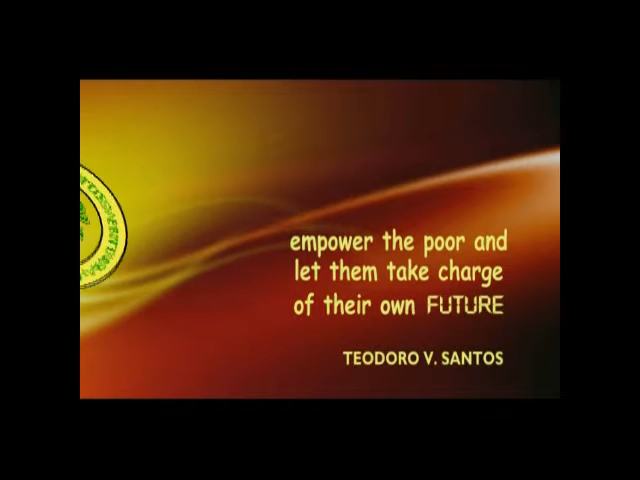 empower the poor and
let them take charge
of their own FUTURE
TEODORO V. SANTOS